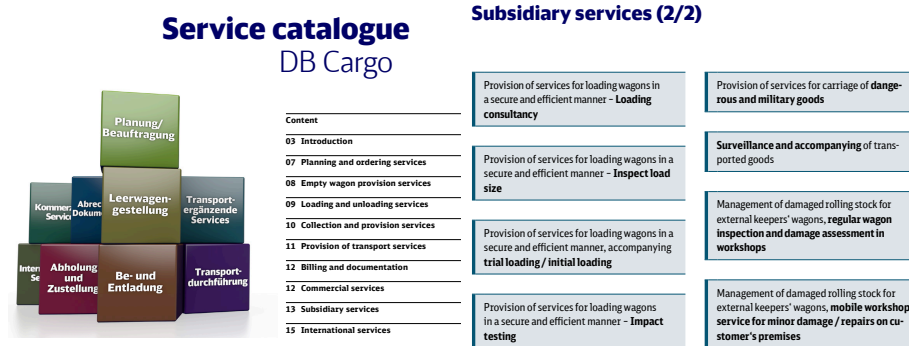 Service catalogue
DB Cargo
Planung/
Beauftragung
Leerwagen-
gestellung
Transport-
ergänzende
Services
Abholung
und
Zustellung
Be- und
Entladung
Transport-
durchführung
Content
03 Introduction
07 Planning and ordering services
08 Empty wagon provision services
09 Loading and unloading services
10 Collection and provision services
11 Provision of transport services
12 Billing and documentation
12 Commercial services
13 Subsidiary services
15 International services
Subsidiary services (2/2)
Provision of services for loading wagons in
a secure and efficient manner – Loading
consultancy
Provision of services for loading wagons in a
secure and efficient manner – Inspect load
size
Provision of services for loading wagons in a
secure and efficient manner, accompanying
trial loading / initial loading
Provision of services for loading wagons
in a secure and efficient manner – Impact
testing
Provision of services for carriage of dange-
rous and military goods
Surveillance and accompanying of trans-
ported goods
Management of damaged rolling stock for
external keepers' wagons, regular wagon
inspection and damage assessment in
workshops
Management of damaged rolling stock for
external keepers' wagons, mobile workshop
service for minor damage / repairs on cu-
stomer's premises